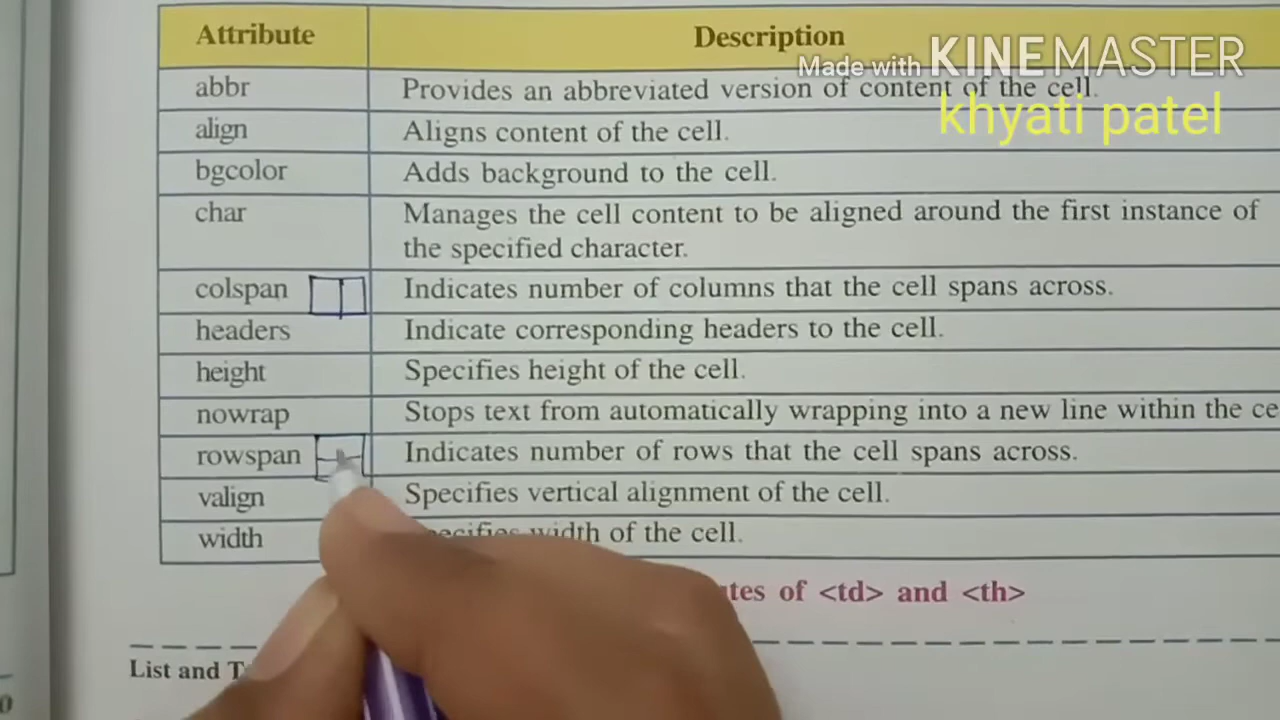 Attribute Description
Made with KINEMASTER
khyati patel
abbr Provides an abbreviated version of content of the cell.
align Aligns content of the cell.
bgcolor Adds background to the cell.
char Manages the cell content to be aligned around the first instance of
the specified character.
colspan Indicates number of columns that the cell spans across.
headers Indicate corresponding headers to the cell.
height Specifies height of the cell.
nowrap Stops text from automatically wrapping into a new line within the ce
rowspan Indicates number of rows that the cell spans across.
valign Specifies vertical alignment of the cell.
width width of the cell.
of <td> and <th>
List and